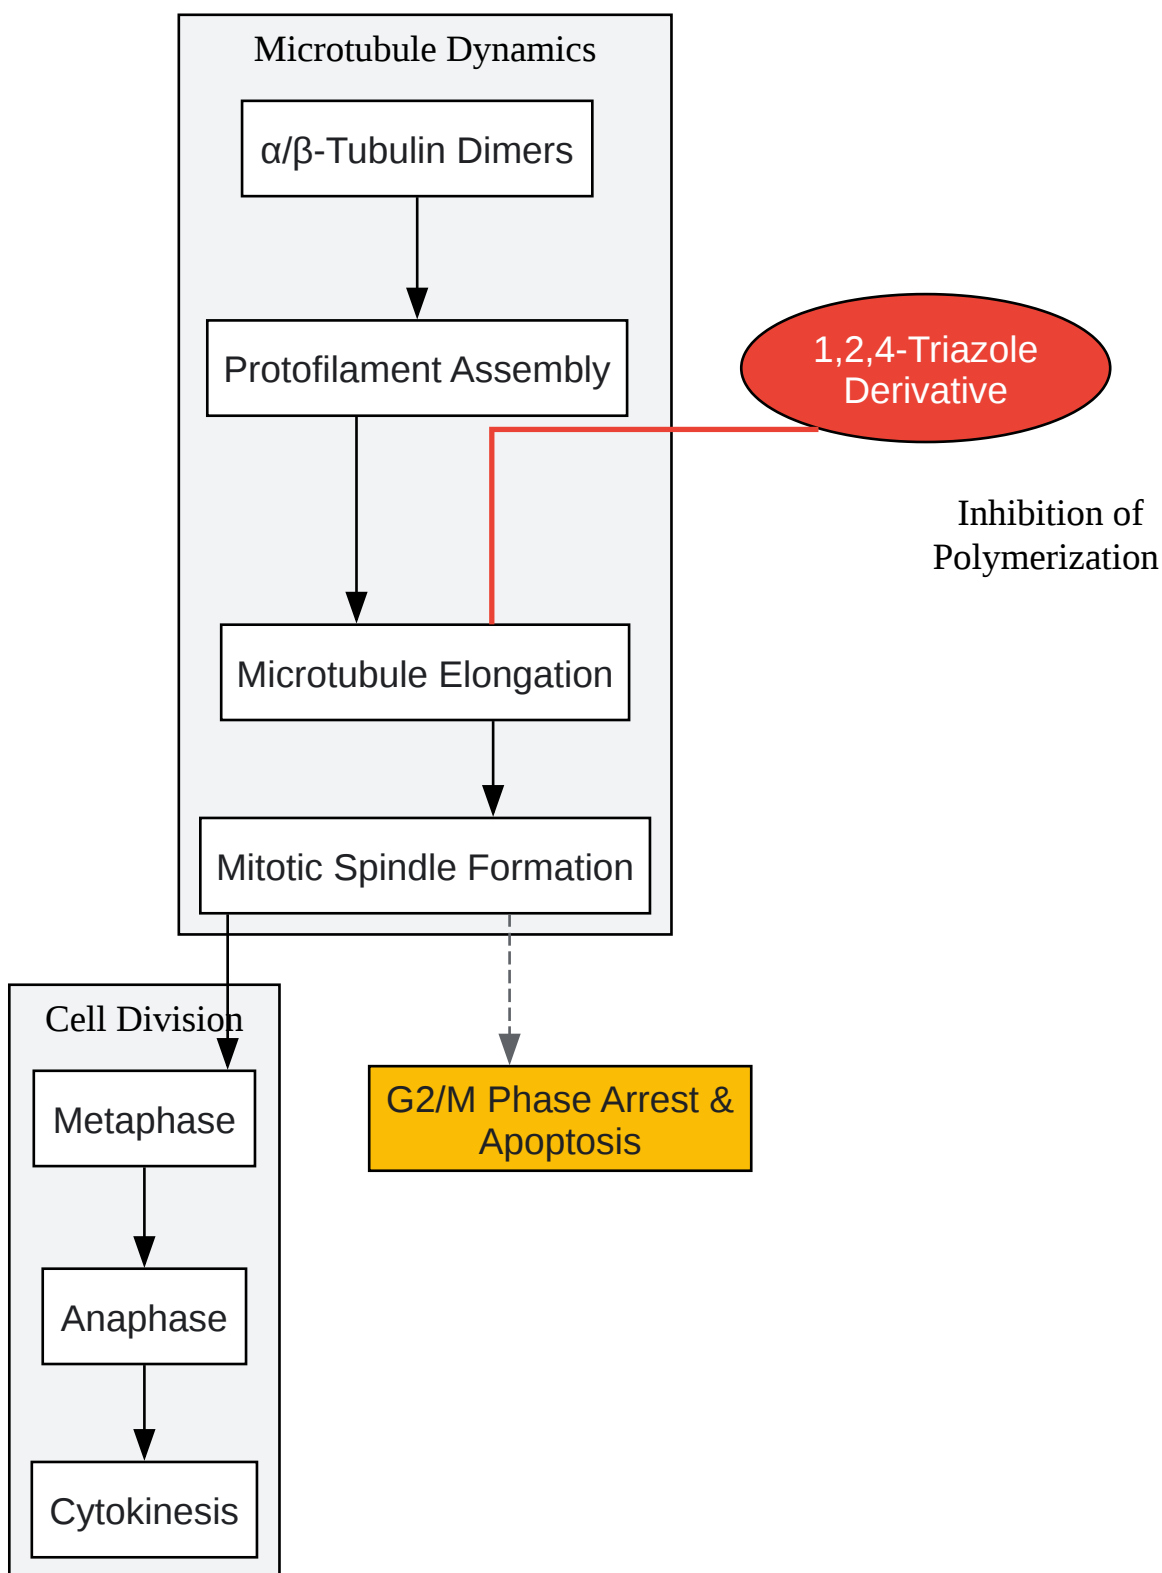 Microtubule Dynamics
α/β-Tubulin Dimers
Protofilament Assembly
1,2,4-Triazole
Derivative
Inhibition of
Polymerization
Microtubule Elongation
Mitotic Spindle Formation
Cell Division
Metaphase
G2/M Phase Arrest &
Apoptosis
Anaphase
Cytokinesis